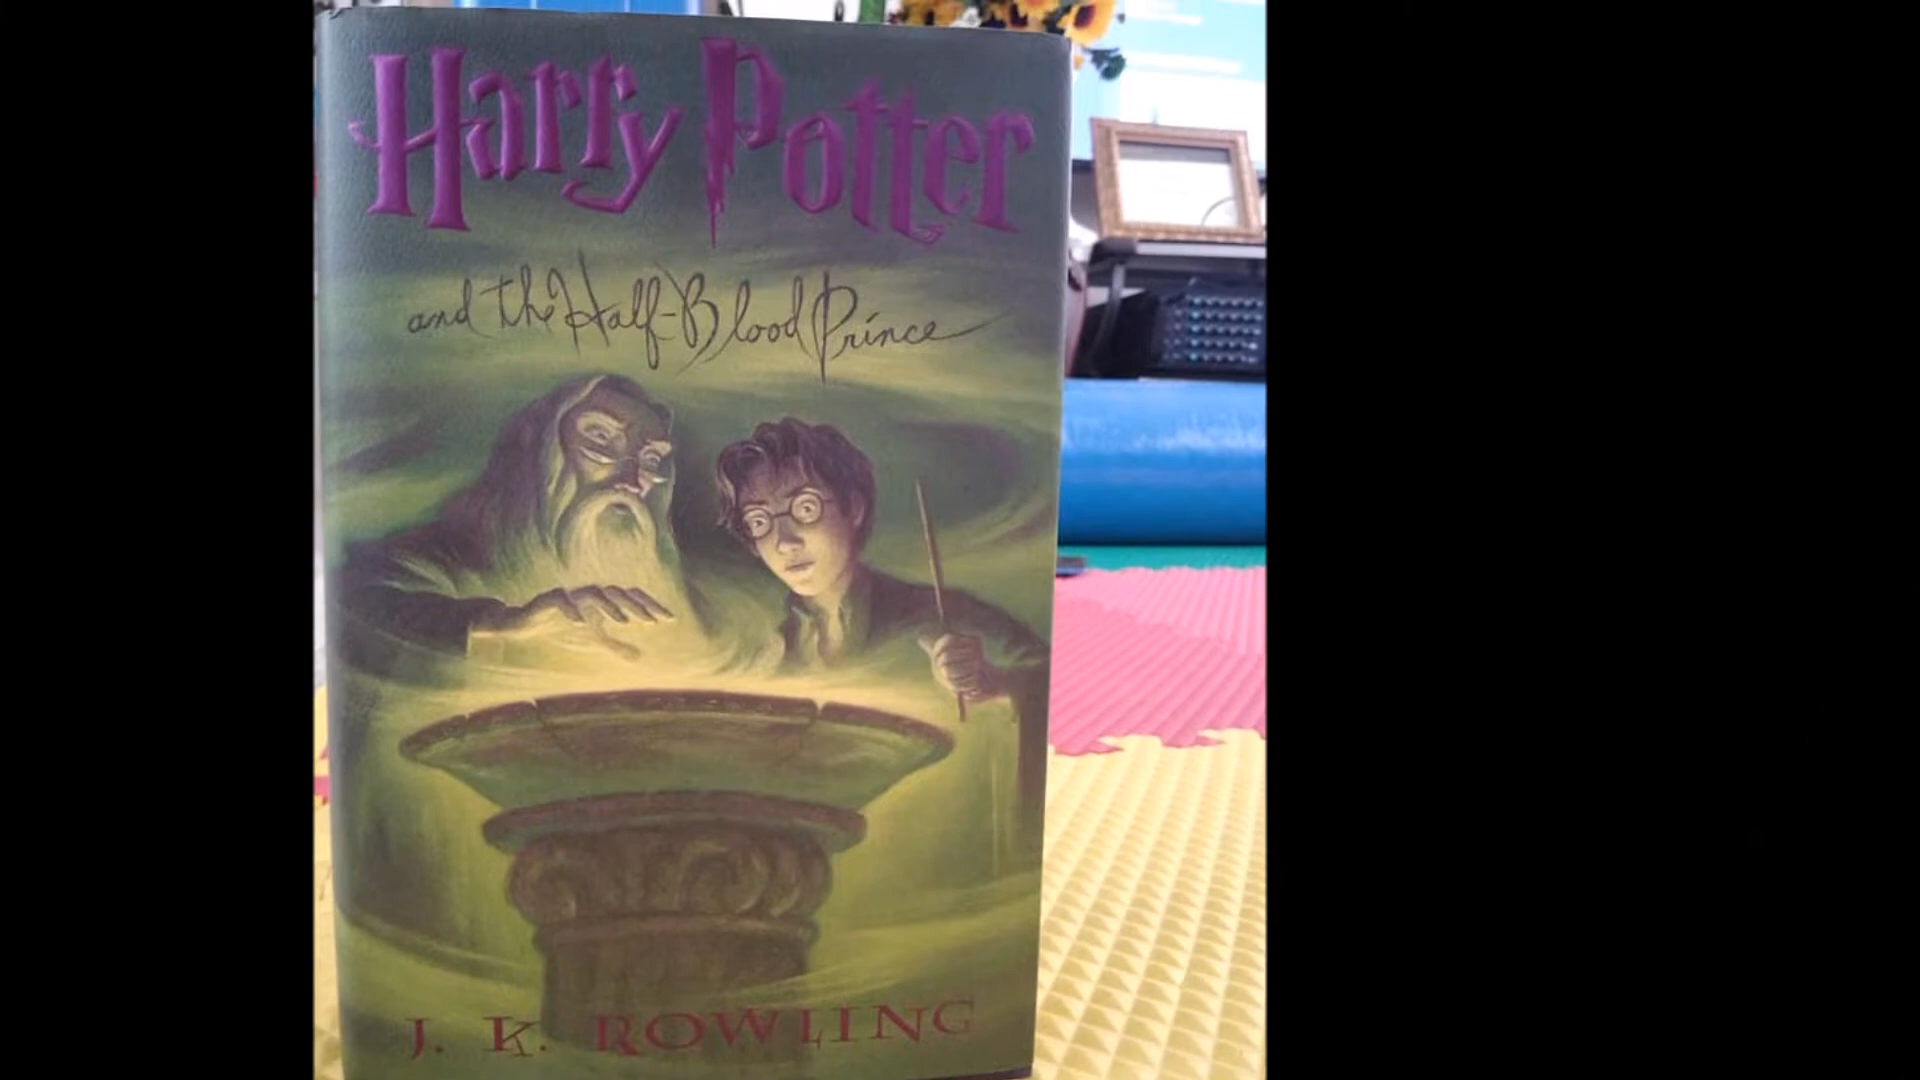 Harry Potter
and the Half-Blood Prince
J. K. ROWLING